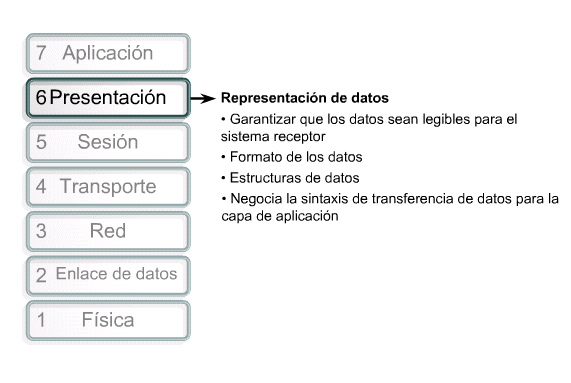 7 Aplicación
6 Presentación
Representación de datos
• Garantizar que los datos sean legibles para el
sistema receptor
• Formato de los datos
• Estructuras de datos
• Negocia la sintaxis de transferencia de datos para la
capa de aplicación
5 Sesión
4 Transporte
3 Red
2 Enlace de datos
1 Física